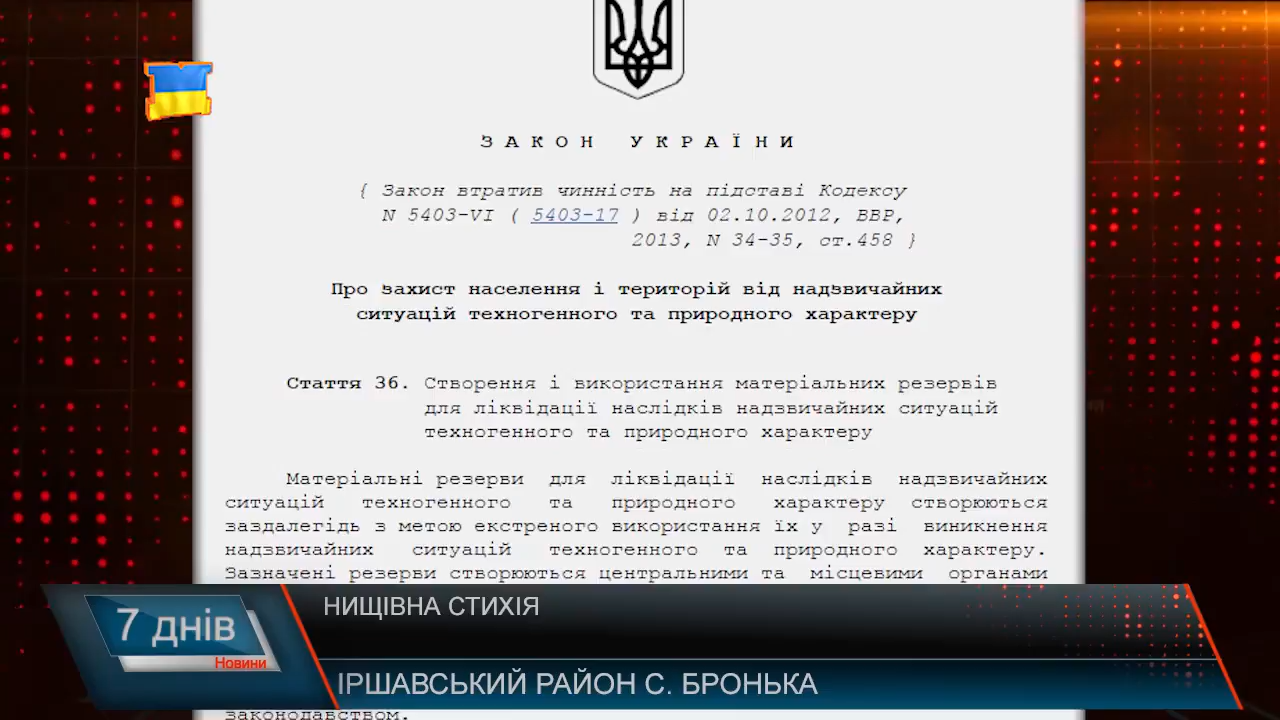 ЗАКОН УКРАЇНИ
{ Закон втратив чинність на підставі Кодексу
N 5403-VI ( 5403-17 ) від 02.10.2012, ВВР,
2013, N 34-35, ст.458 }
Про захист населення і територій від надзвичайних
ситуацій техногенного та природного характеру
Стаття 36. Створення і використання матеріальних резервів
для ліквідації наслідків надзвичайних ситуацій
техногенного та природного характеру
Матеріальні резерви для ліквідації наслідків надзвичайних
ситуацій техногенного та природного характеру створюються
заздалегідь з метою екстреного використання їх у разі виникнення
надзвичайних ситуацій техногенного та природного характеру.
Зазначені резерви створюються центральними та місцевими органами
НИЩІВНА СТИХІЯ
7 днів
Новини
ІРШАВСЬКИЙ РАЙОН С. БРОНЬКА
законодавством.